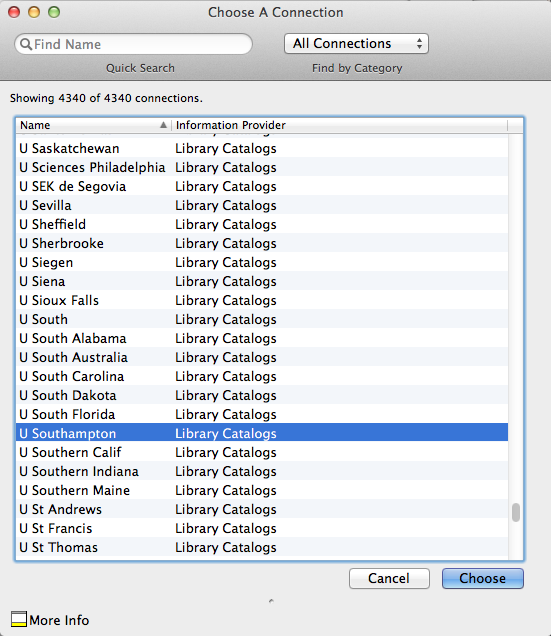 Choose A Connection
Find Name
All Connections
Quick Search
Find by Category
Showing 4340 of 4340 connections.
Name Information Provider
U Saskatchewan Library Catalogs
U Sciences Philadelphia Library Catalogs
U SEK de Segovia Library Catalogs
U Sevilla Library Catalogs
U Sheffield Library Catalogs
U Sherbrooke Library Catalogs
U Siegen Library Catalogs
U Siena Library Catalogs
U Sioux Falls Library Catalogs
U South Library Catalogs
U South Alabama Library Catalogs
U South Australia Library Catalogs
U South Carolina Library Catalogs
U South Dakota Library Catalogs
U South Florida Library Catalogs
U Southampton Library Catalogs
U Southern Calif Library Catalogs
U Southern Indiana Library Catalogs
U Southern Maine Library Catalogs
U St Andrews Library Catalogs
U St Francis Library Catalogs
U St Thomas Library Catalogs
Cancel Choose
More Info